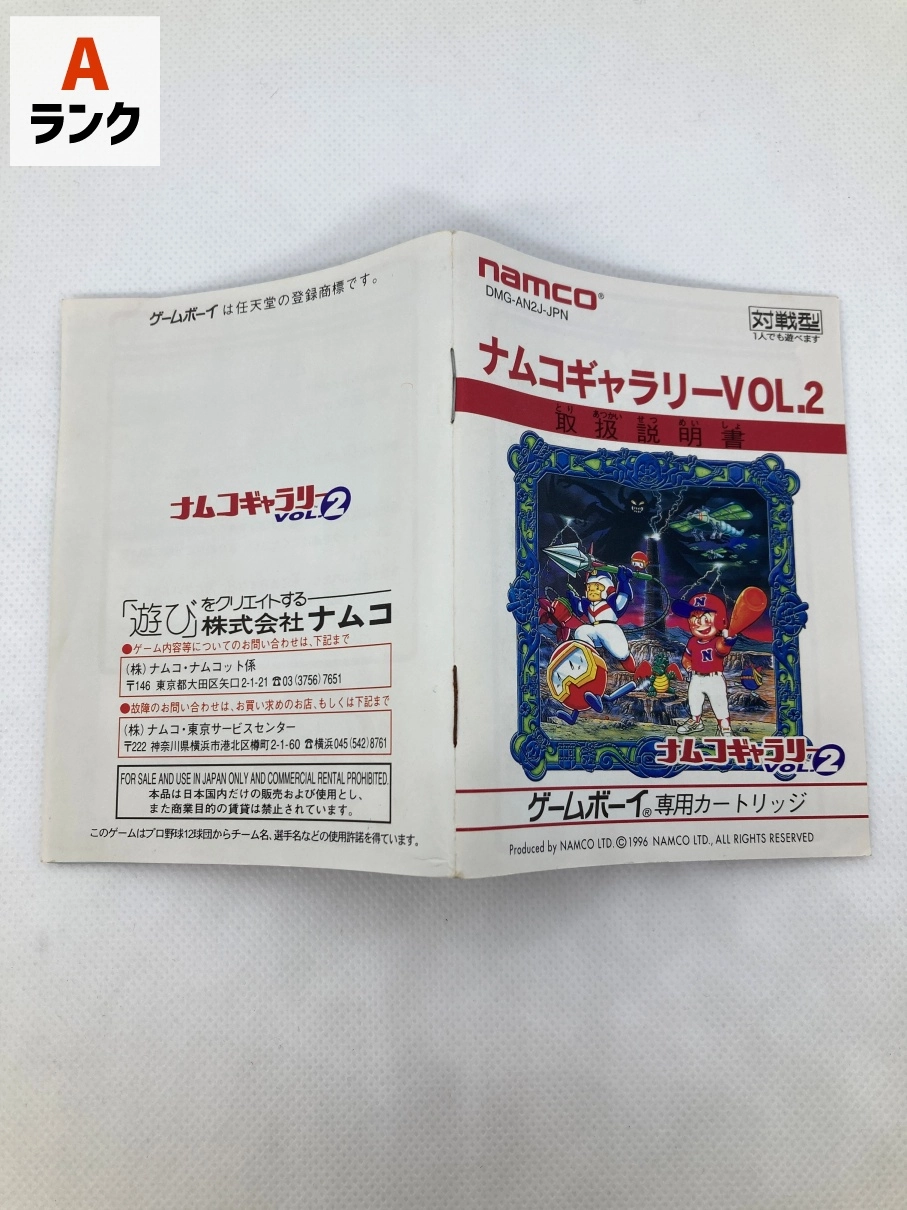 A
ランク
ゲームボーイは任天堂の登録商標です。
ナムコギャラリー
VOL.2
「遊び」をクリエイトする
株式会社ナムコ
●ゲーム内容等についてのお問い合わせは、下記まで
(株)ナムコ・ナムコット係
〒146 東京都大田区矢口2-1-21 ☎03(3756)7651
●故障のお問い合わせは、お買い求めのお店、もしくは下記まで
(株)ナムコ・東京サービスセンター
〒222 神奈川県横浜市港北区樽町2-1-60 ☎横浜045(542)8761
FOR SALE AND USE IN JAPAN ONLY AND COMMERCIAL RENTAL PROHIBITED.
本品は日本国内だけの販売および使用とし、
また商業目的の賃貸は禁止されています。
このゲームはプロ野球12球団からチーム名、選手名などの使用許諾を得ています。
namco®
DMG-AN2J-JPN
対戦型
1人でも遊べます
ナムコギャラリーVOL.2
とり あつかい せつ めい しょ
取扱説明書
N
N
ナムコギャラリー
VOL.2
ゲームボーイ®専用カートリッジ
Produced by NAMCO LTD. ©1996 NAMCO LTD., ALL RIGHTS RESERVED